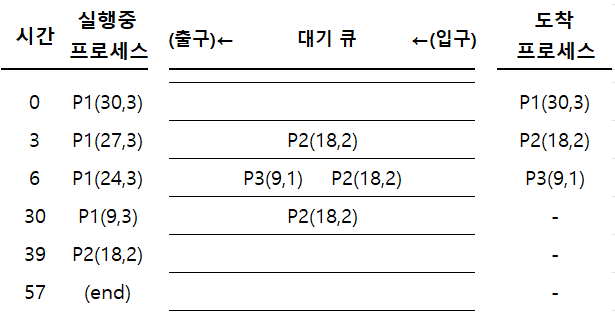 시간 실행중 프로세스 (출구)← 대기 큐 ←(입구) 도착 프로세스
0 P1(30,3) P1(30,3)
3 P1(27,3) P2(18,2) P2(18,2)
6 P1(24,3) P3(9,1) P2(18,2) P3(9,1)
30 P1(9,3) P2(18,2) -
39 P2(18,2) -
57 (end) -